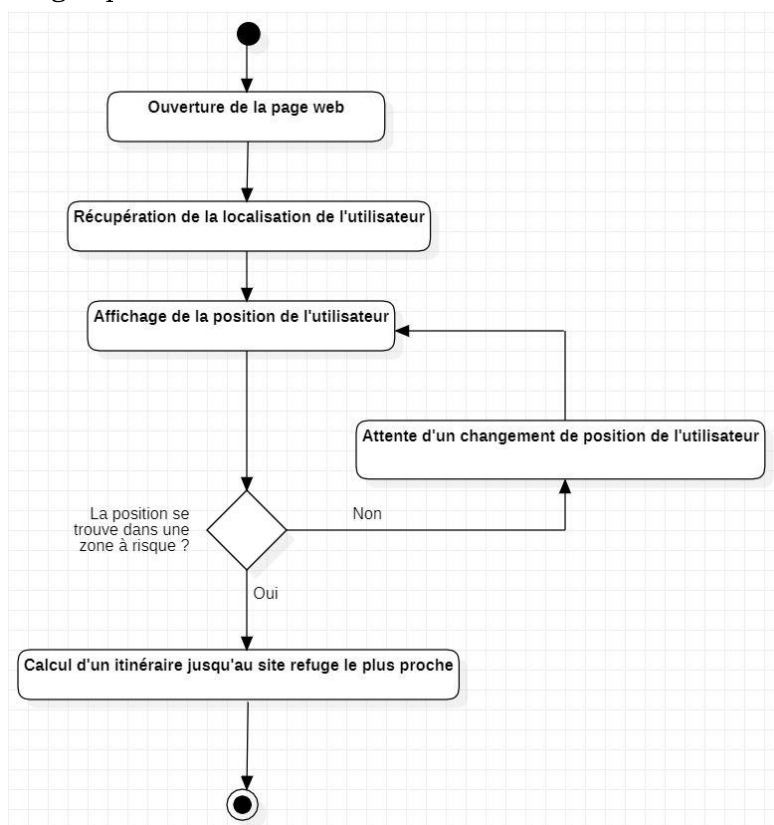 Ouverture de la page web
Récupération de la localisation de l'utilisateur
Affichage de la position de l'utilisateur
Attente d'un changement de position de l'utilisateur
La position se
trouve dans une
zone à risque ?
Non
Oui
Calcul d'un itinéraire jusqu'au site refuge le plus proche